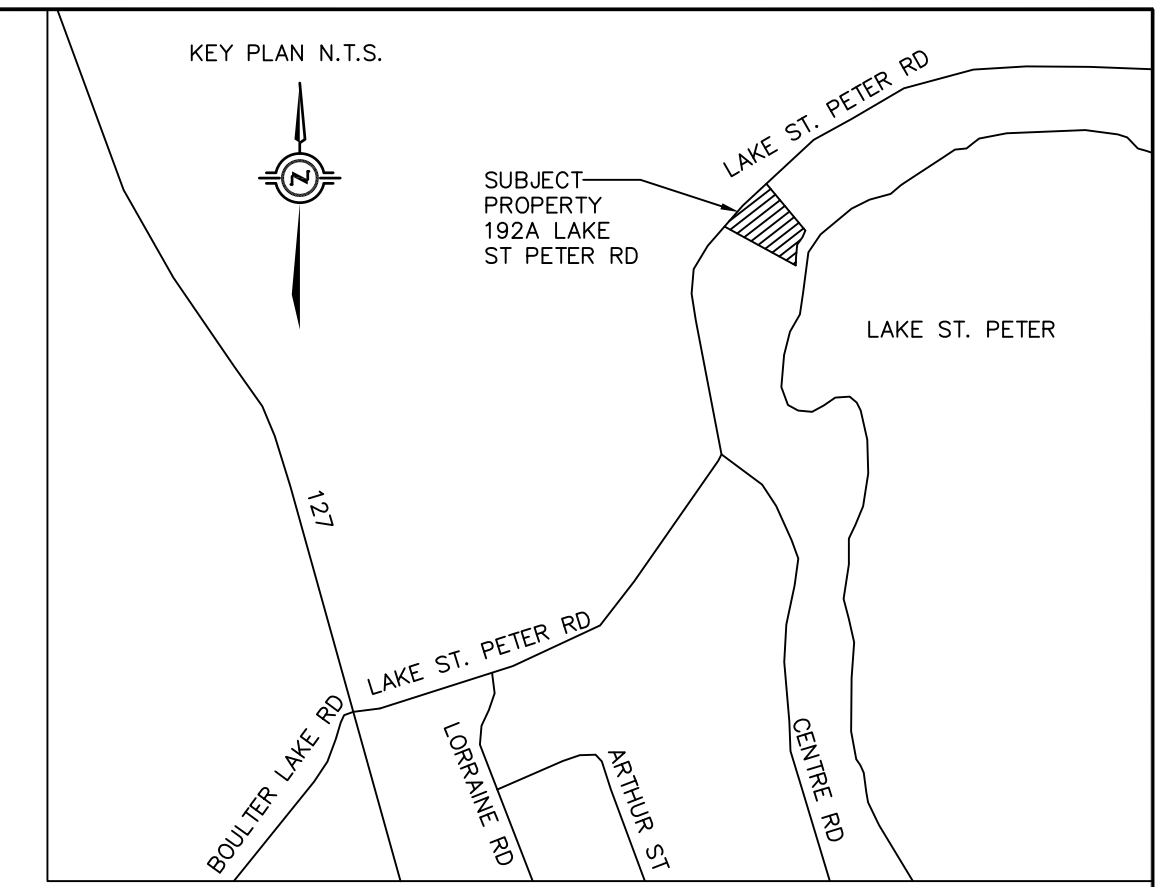 KEY PLAN N.T.S.
N
LAKE ST. PETER RD
SUBJECT
PROPERTY
192A LAKE
ST PETER RD
LAKE ST. PETER
127
LAKE ST. PETER RD
BOULTER LAKE RD
LORRAINE RD
ARTHUR ST
CENTRE RD